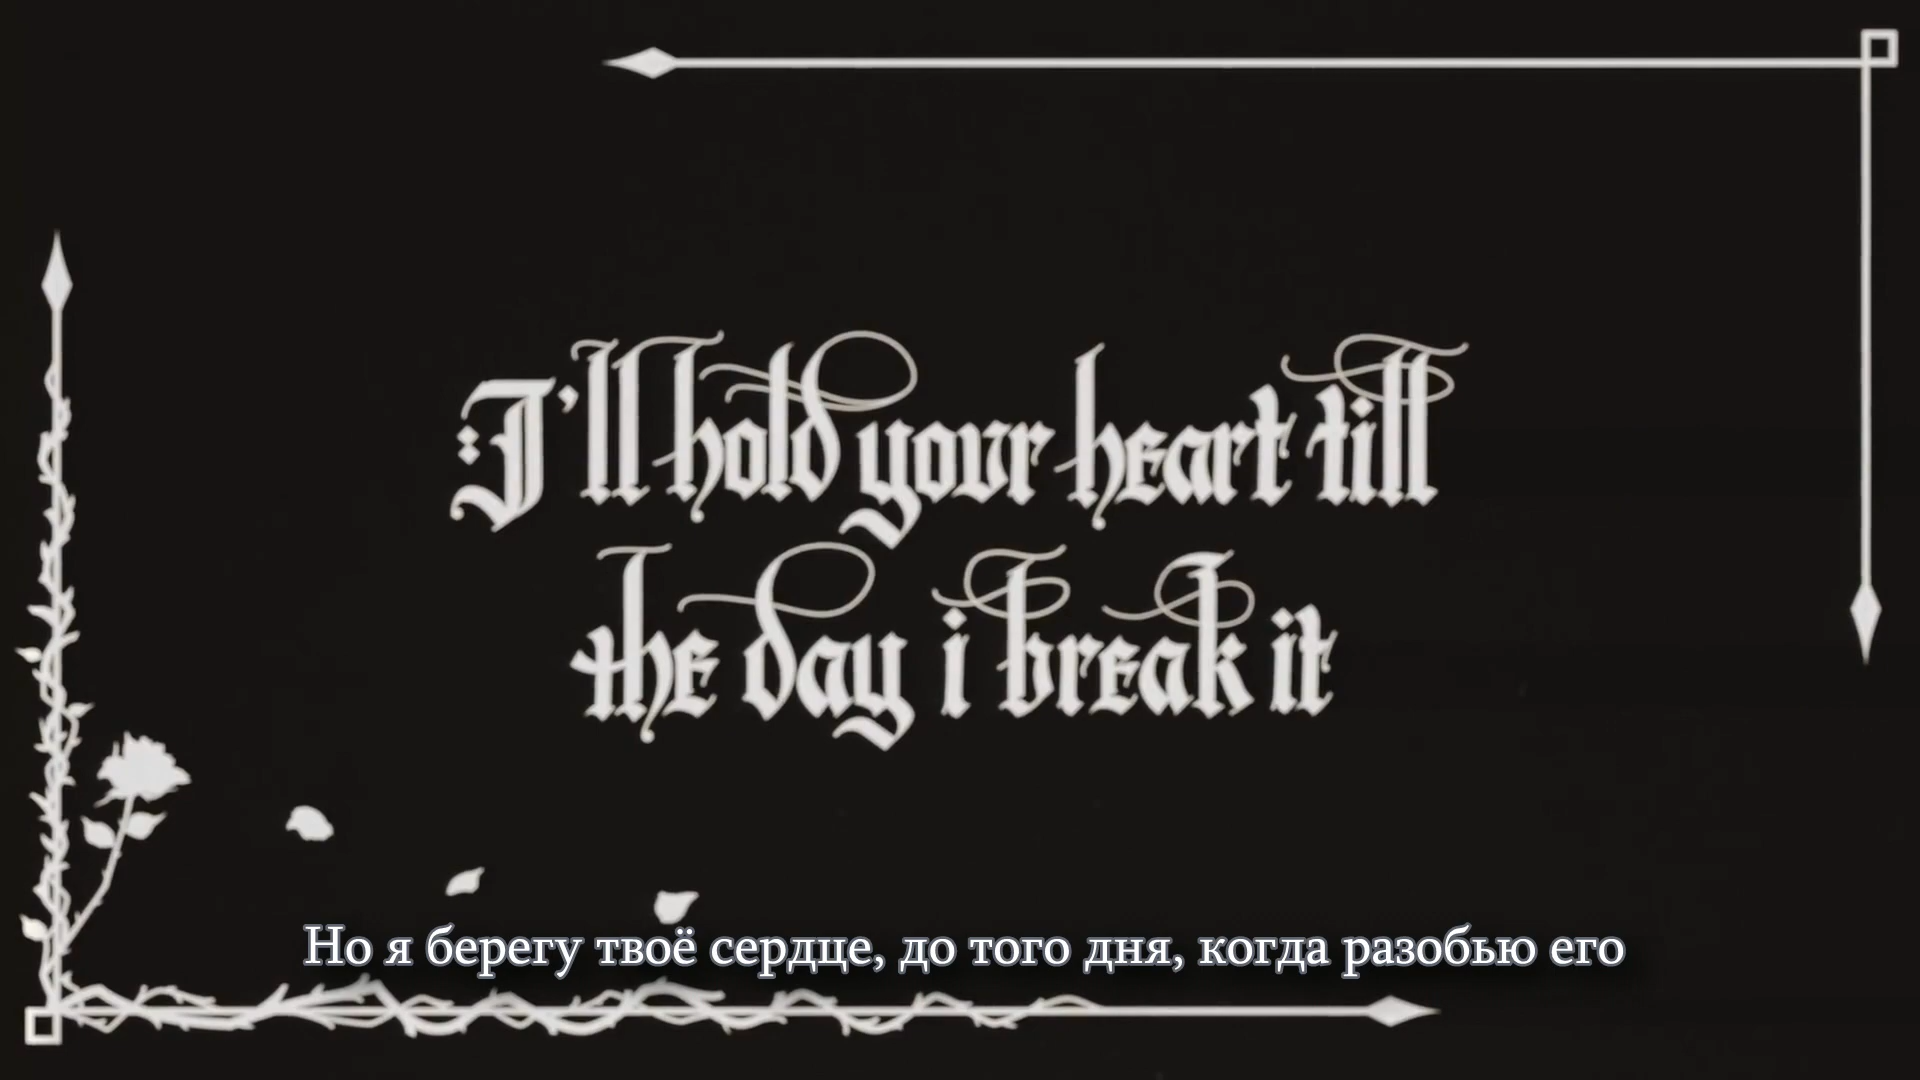 I'll hold your heart till
the day i break it
Но я берегу твоё сердце, до того дня, когда разобью его